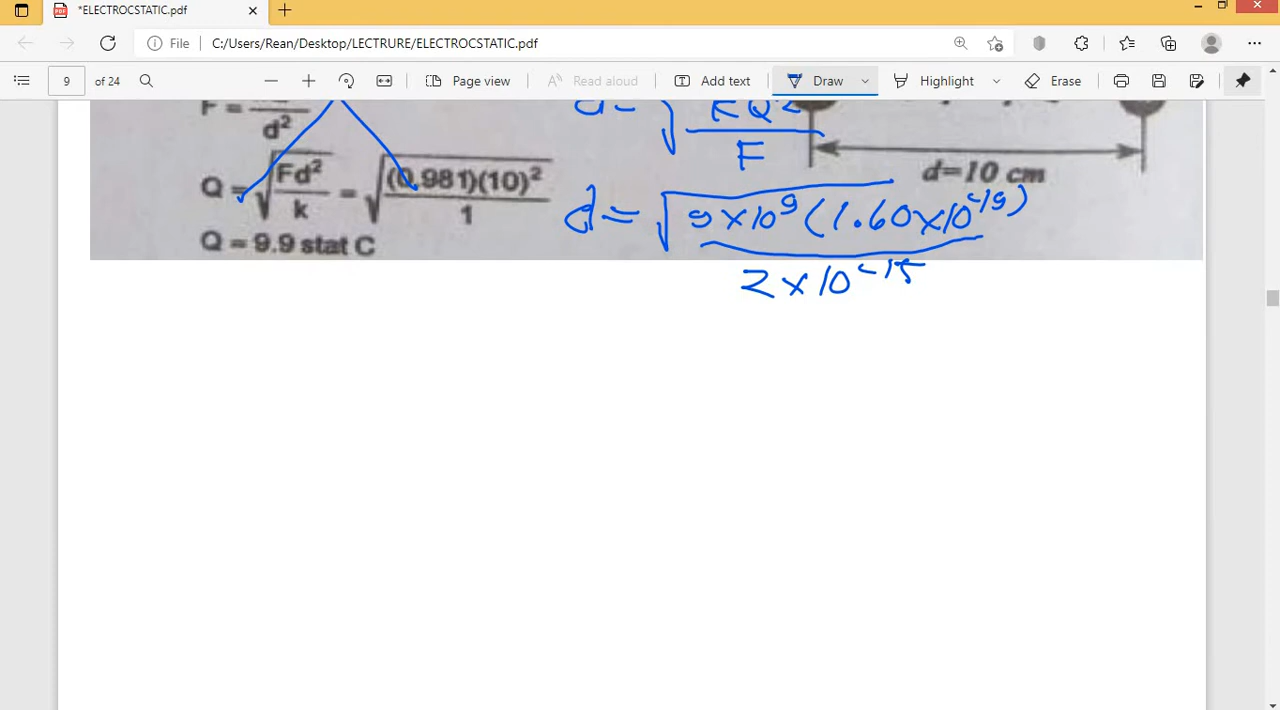 *ELECTROCSTATIC.pdf
File C:/Users/Rean/Desktop/LECTRURE/ELECTROCSTATIC.pdf
9 of 24 Page view Read aloud Add text Draw Highlight Erase
d²
d = √KQ²/F
d=10 cm
Q = √Fd²/k = √(0.981)(10)²/1
d = √9×10⁹(1.60×10⁻¹⁹)
Q = 9.9 stat C
2×10⁻¹⁵